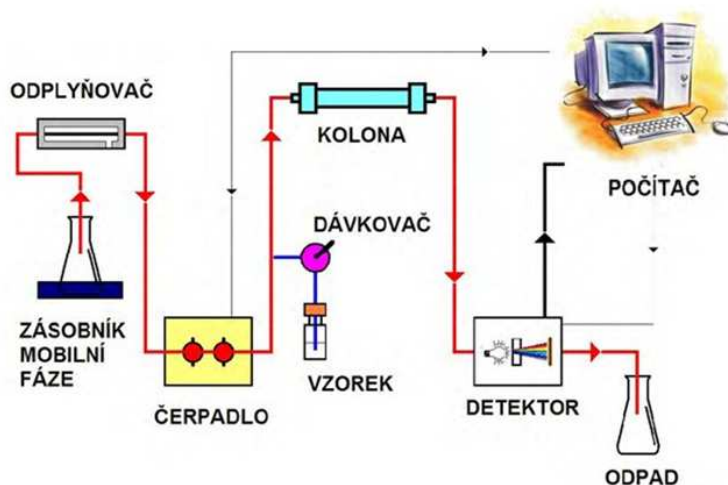 ODPLYŇOVAČ
KOLONA
POČÍTAČ
DÁVKOVAČ
ZÁSOBNÍK
MOBILNÍ
FÁZE
VZOREK
ČERPADLO
DETEKTOR
ODPAD